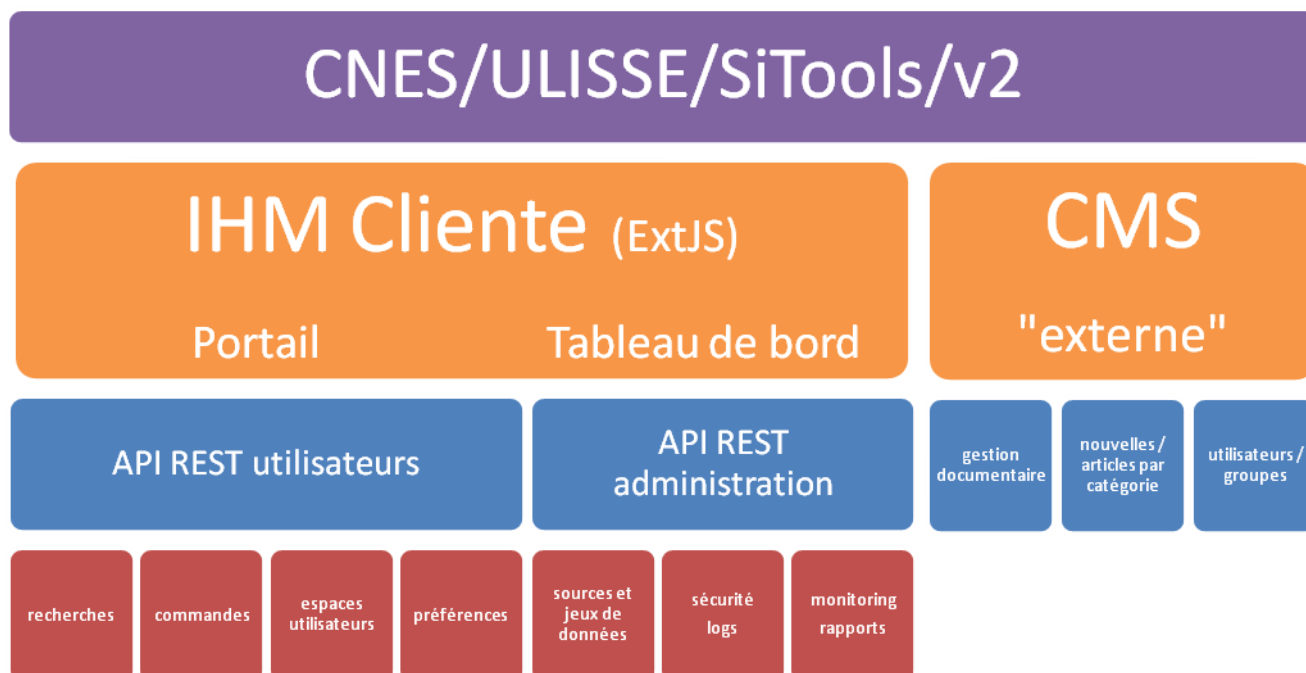 CNES/ULISSE/SiTools/v2
IHM Cliente (ExtJS)
Portail
Tableau de bord
CMS
"externe"
API REST utilisateurs
API REST
administration
gestion
documentaire
nouvelles /
articles par
catégorie
utilisateurs /
groupes
recherches
commandes
espaces
utilisateurs
préférences
sources et
jeux de
données
sécurité
logs
monitoring
rapports